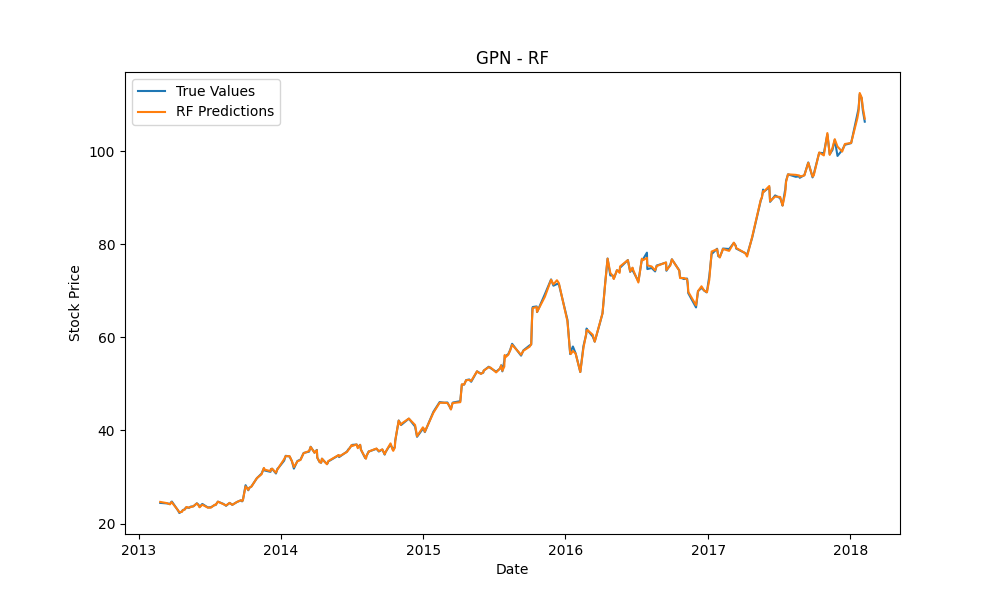 GPN - RF
True Values
RF Predictions
100
80
60
40
20
Stock Price
2013 2014 2015 2016 2017 2018
Date